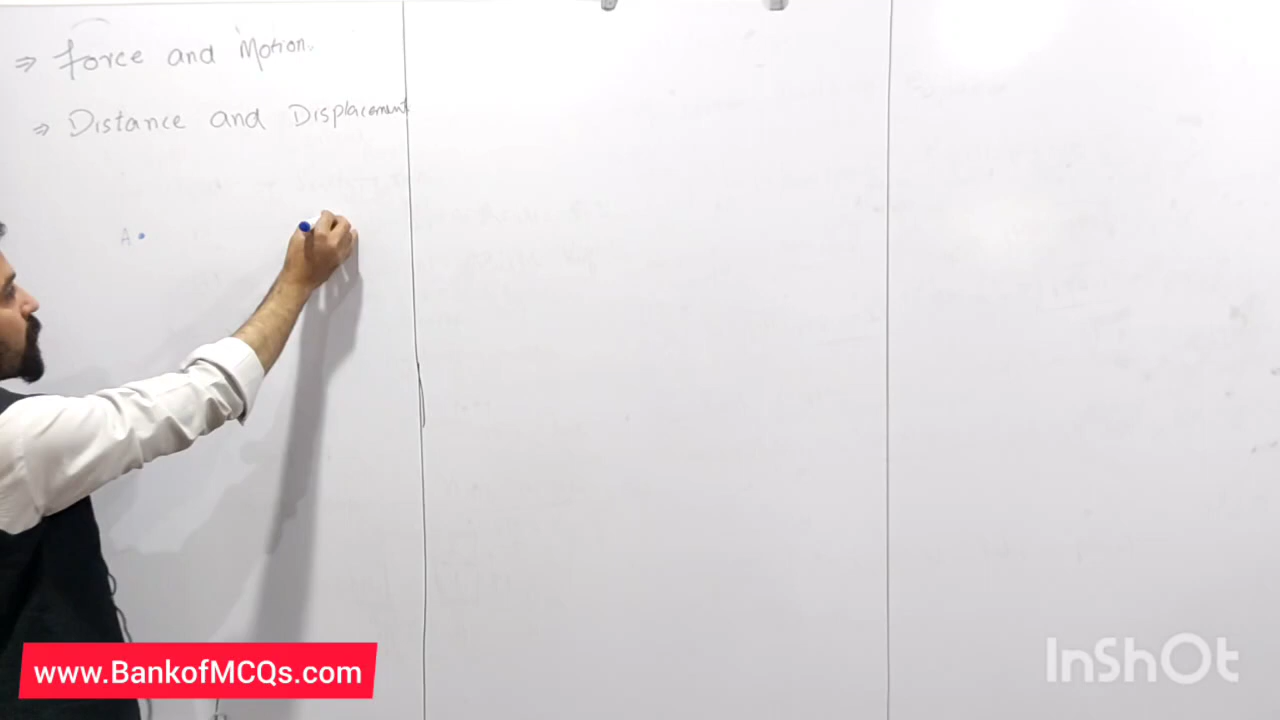 ⇒ Force and Motion.
⇒ Distance and Displacement
A
www.BankofMCQs.com
InShOt